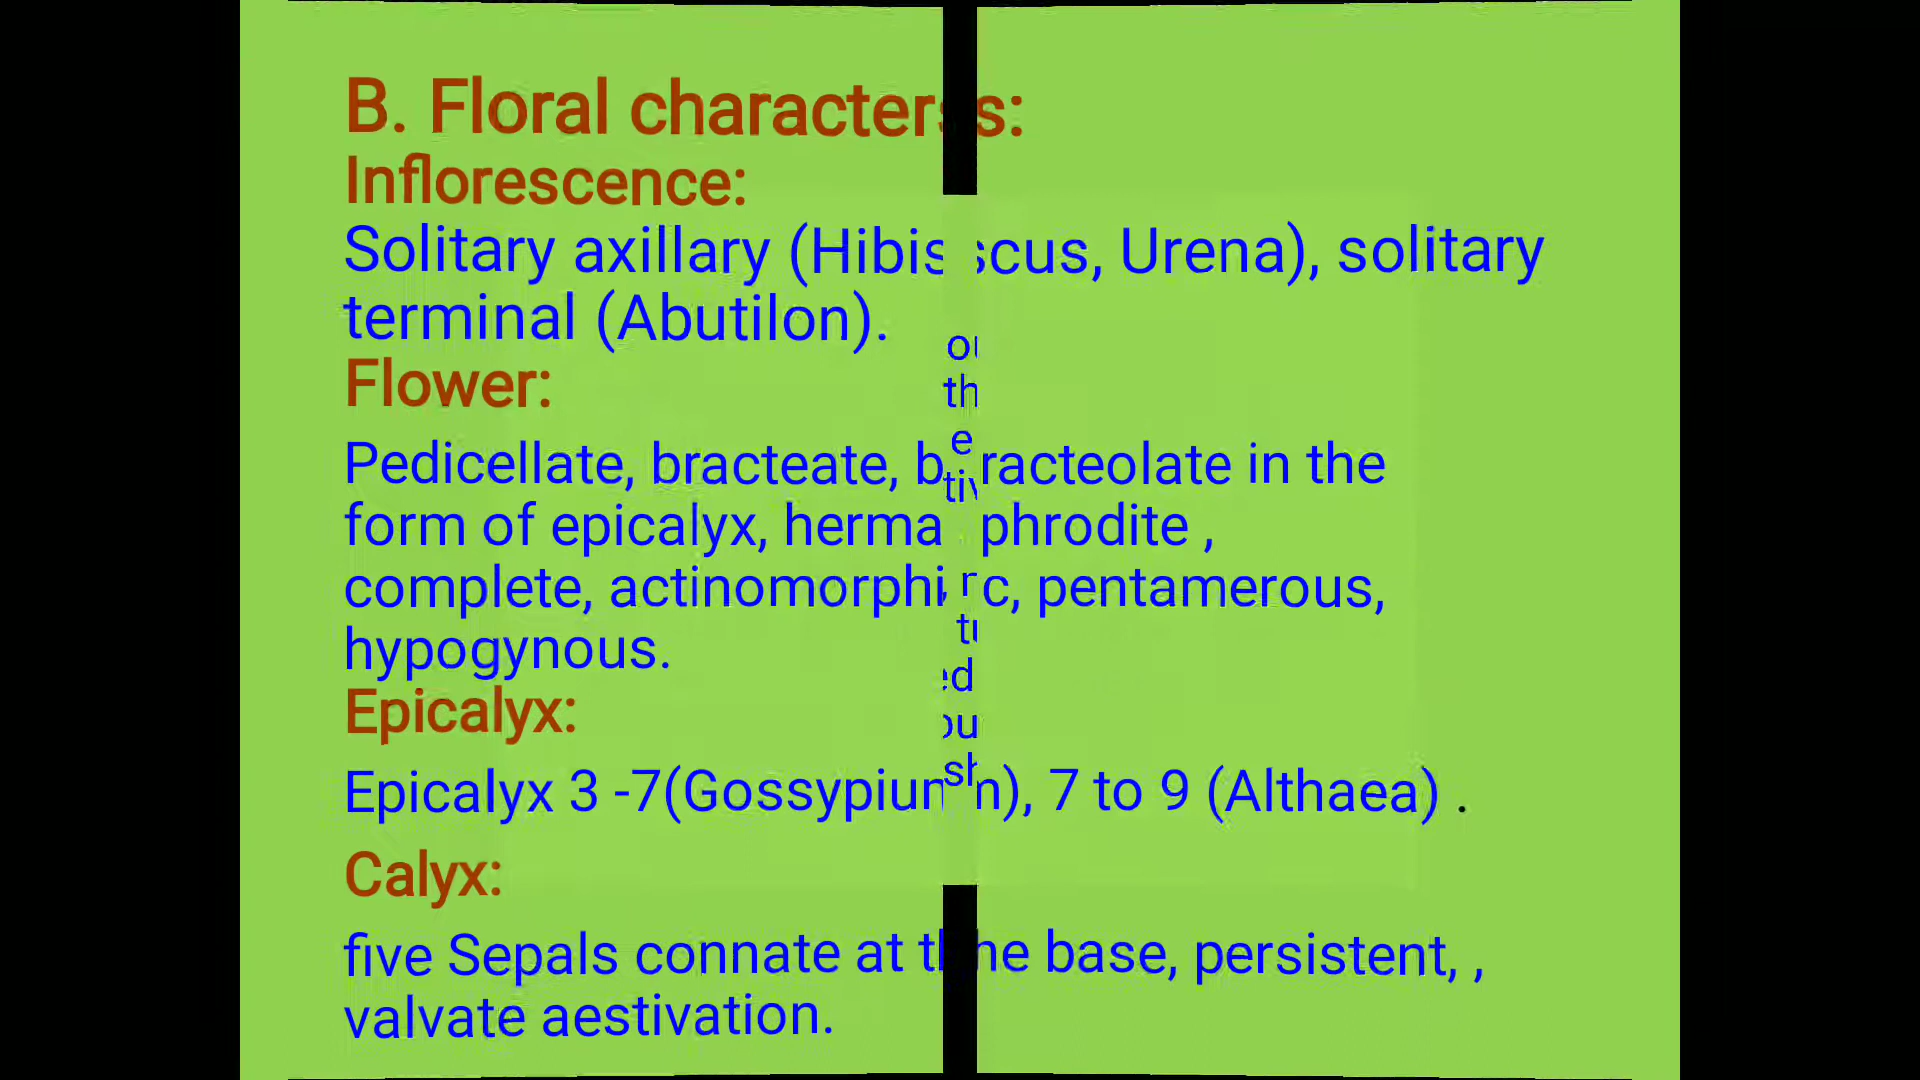 B. Floral characters:
Inflorescence:
Solitary axillary (Hibiscus, Urena), solitary
terminal (Abutilon).
Flower:
Pedicellate, bracteate, bracteolate in the
form of epicalyx, hermaphrodite ,
complete, actinomorphic, pentamerous,
hypogynous.
Epicalyx:
Epicalyx 3 -7(Gossypium), 7 to 9 (Althaea) .
Calyx:
five Sepals connate at the base, persistent, ,
valvate aestivation.